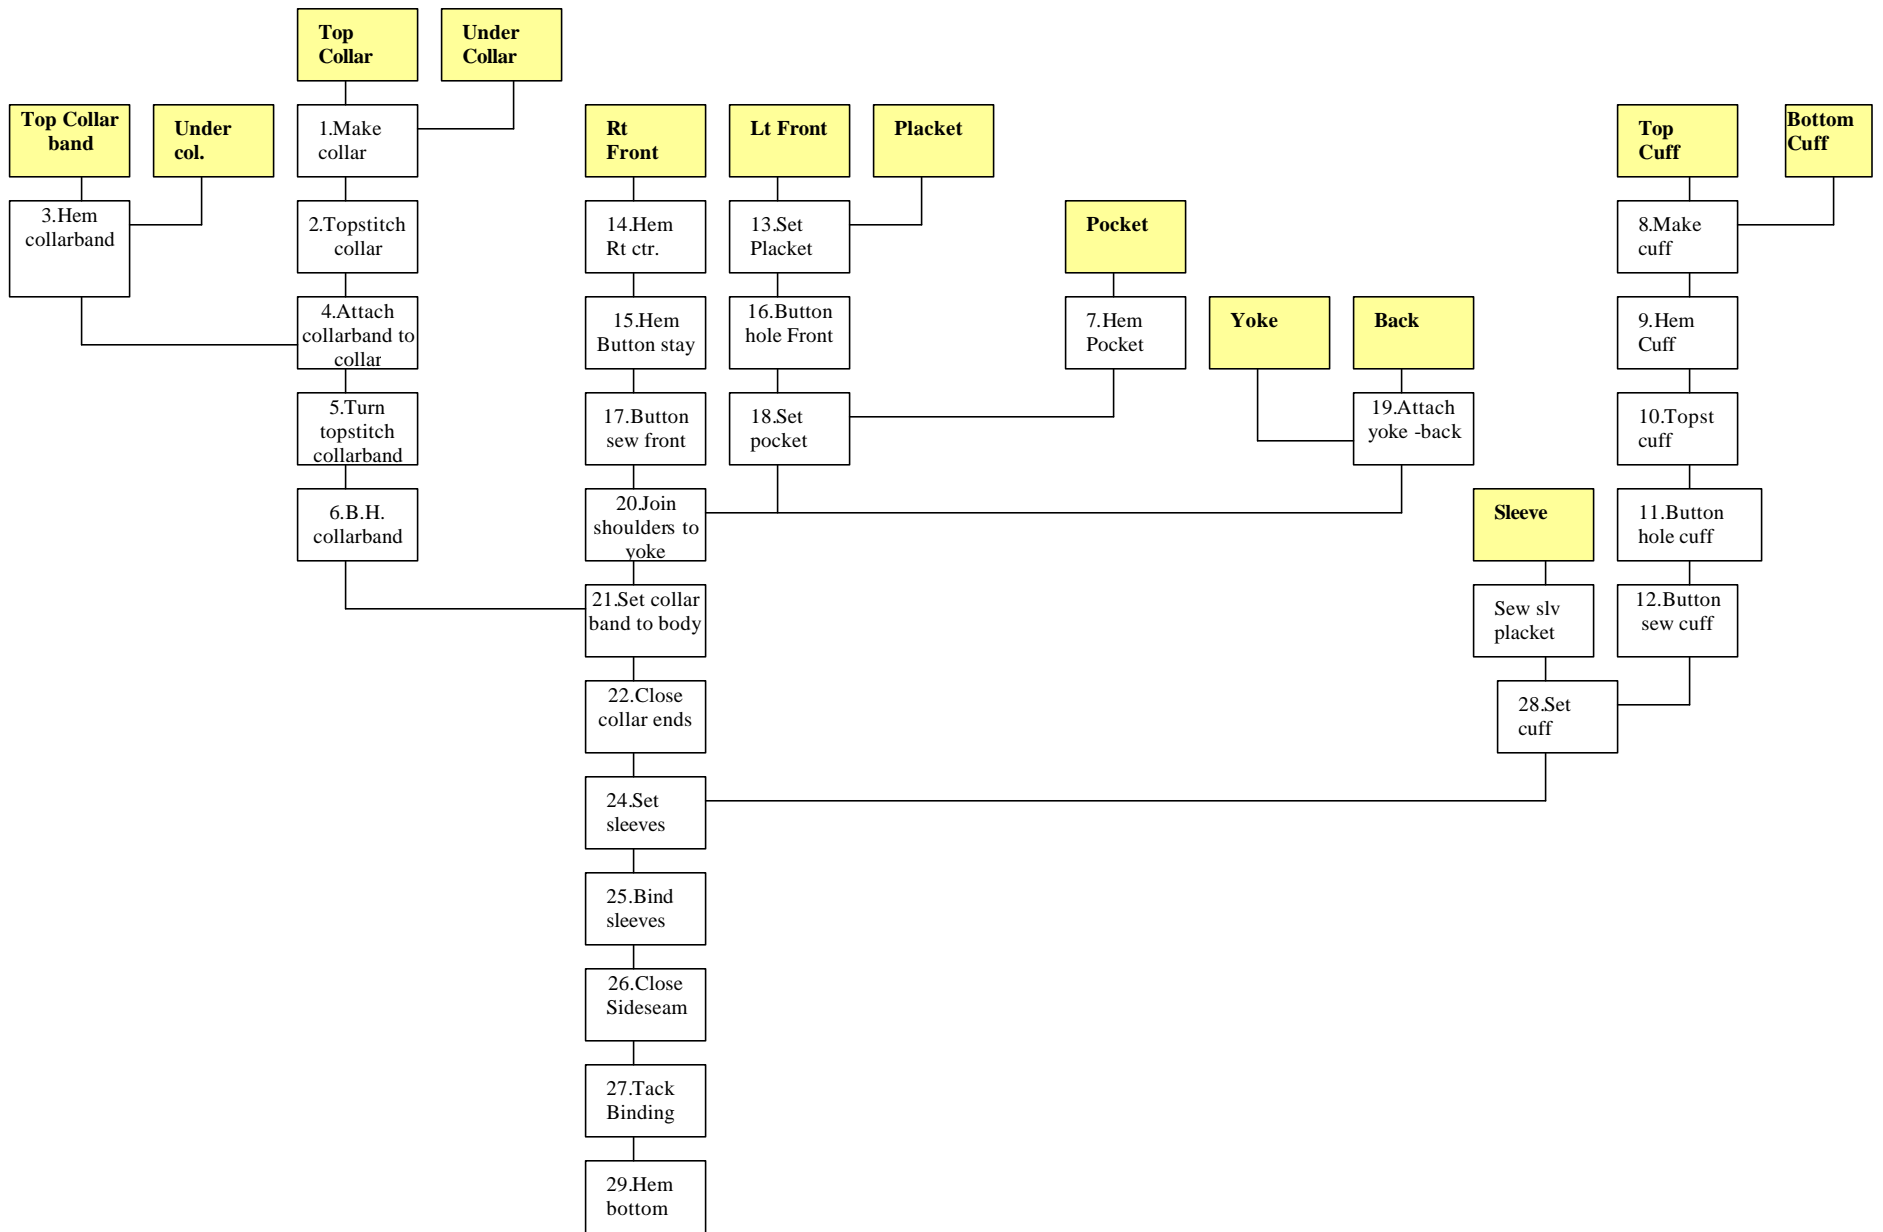 Top
Collar
Under
Collar
Top Collar
band
Under
col.
1.Make
collar
Rt
Front
Lt Front
Placket
Top
Cuff
Bottom
Cuff
3.Hem
collarband
2.Topstitch
collar
14.Hem
Rt ctr.
13.Set
Placket
Pocket
8.Make
cuff
4.Attach
collarband to
collar
15.Hem
Button stay
16.Button
hole Front
7.Hem
Pocket
Yoke
Back
9.Hem
Cuff
5.Turn
topstitch
collarband
17.Button
sew front
18.Set
pocket
19.Attach
yoke -back
10.Topst
cuff
6.B.H.
collarband
20.Join
shoulders to
yoke
Sleeve
11.Button
hole cuff
21.Set collar
band to body
Sew slv
placket
12.Button
sew cuff
22.Close
collar ends
28.Set
cuff
24.Set
sleeves
25.Bind
sleeves
26.Close
Sideseam
27.Tack
Binding
29.Hem
bottom